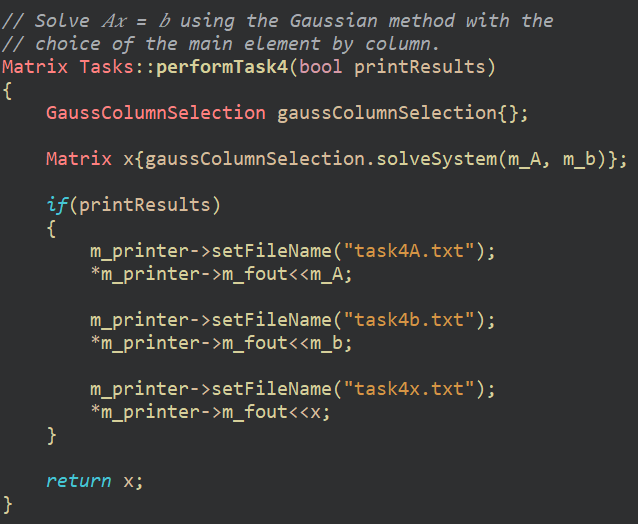 // Solve 𝐴𝑥 = 𝑏 using the Gaussian method with the
// choice of the main element by column.
Matrix Tasks::performTask4(bool printResults)
{
    GaussColumnSelection gaussColumnSelection{};

    Matrix x{gaussColumnSelection.solveSystem(m_A, m_b)};

    if(printResults)
    {
        m_printer->setFileName("task4A.txt");
        *m_printer->m_fout<<m_A;

        m_printer->setFileName("task4b.txt");
        *m_printer->m_fout<<m_b;

        m_printer->setFileName("task4x.txt");
        *m_printer->m_fout<<x;
    }

    return x;
}